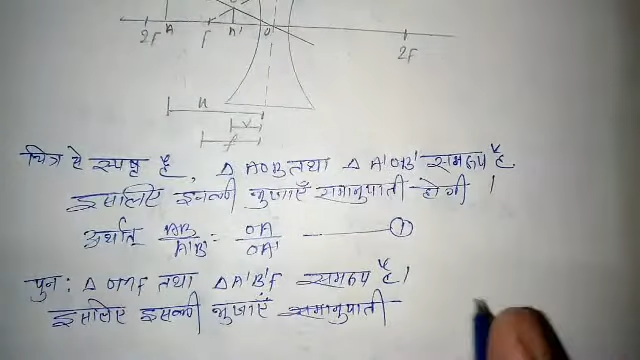 2F A F A' O 2F
u
v
f
चित्र से स्पष्ट है, Δ AOB तथा Δ A'OB' समरूप है
इसलिए इनकी भुजाएँ समानुपाती होगी ।
अर्थात् AB/A'B' = OA/OA' ①
पुन: Δ OMF तथा Δ A'B'F समरूप है।
इसलिए इसकी भुजाएँ समानुपाती